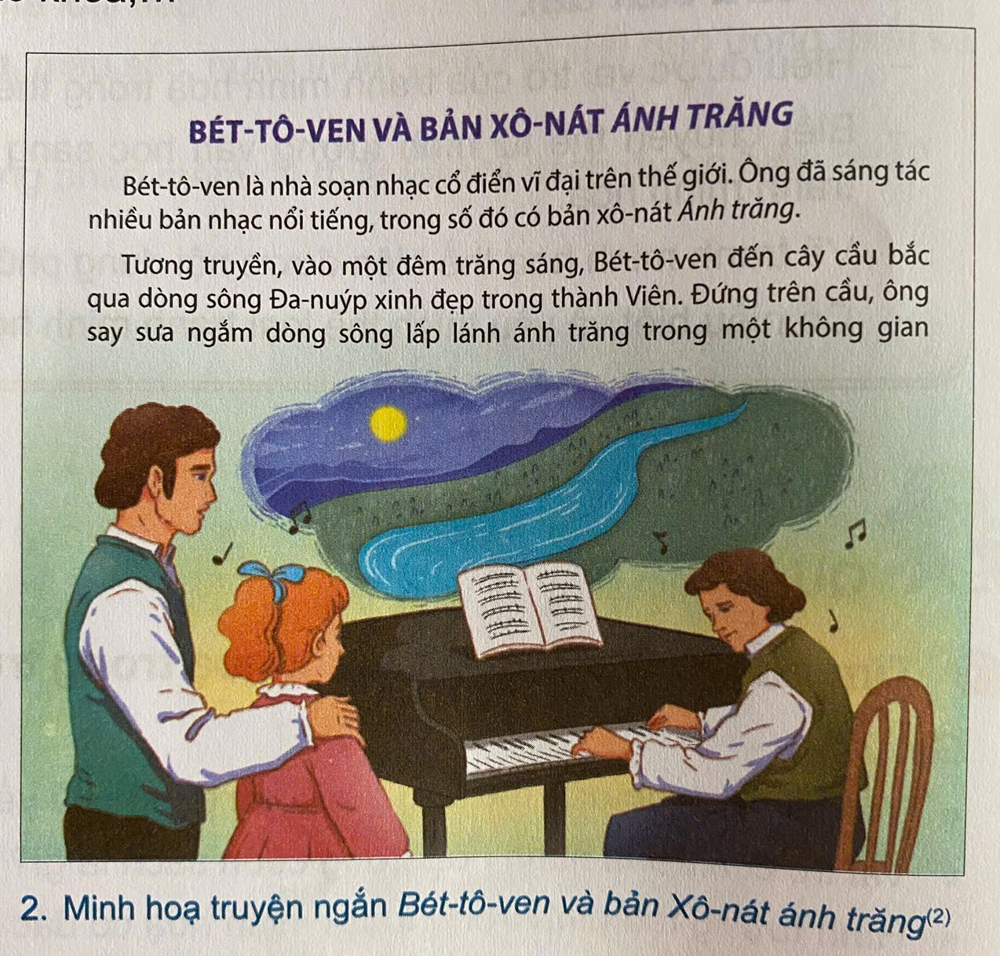 BÉT-TÔ-VEN VÀ BẢN XÔ-NÁT ÁNH TRĂNG
Bét-tô-ven là nhà soạn nhạc cổ điển vĩ đại trên thế giới. Ông đã sáng tác
nhiều bản nhạc nổi tiếng, trong số đó có bản xô-nát Ánh trăng.
Tương truyền, vào một đêm trăng sáng, Bét-tô-ven đến cây cầu bắc
qua dòng sông Đa-nuýp xinh đẹp trong thành Viên. Đứng trên cầu, ông
say sưa ngắm dòng sông lấp lánh ánh trăng trong một không gian
2. Minh hoạ truyện ngắn Bét-tô-ven và bản Xô-nát ánh trăng(2)